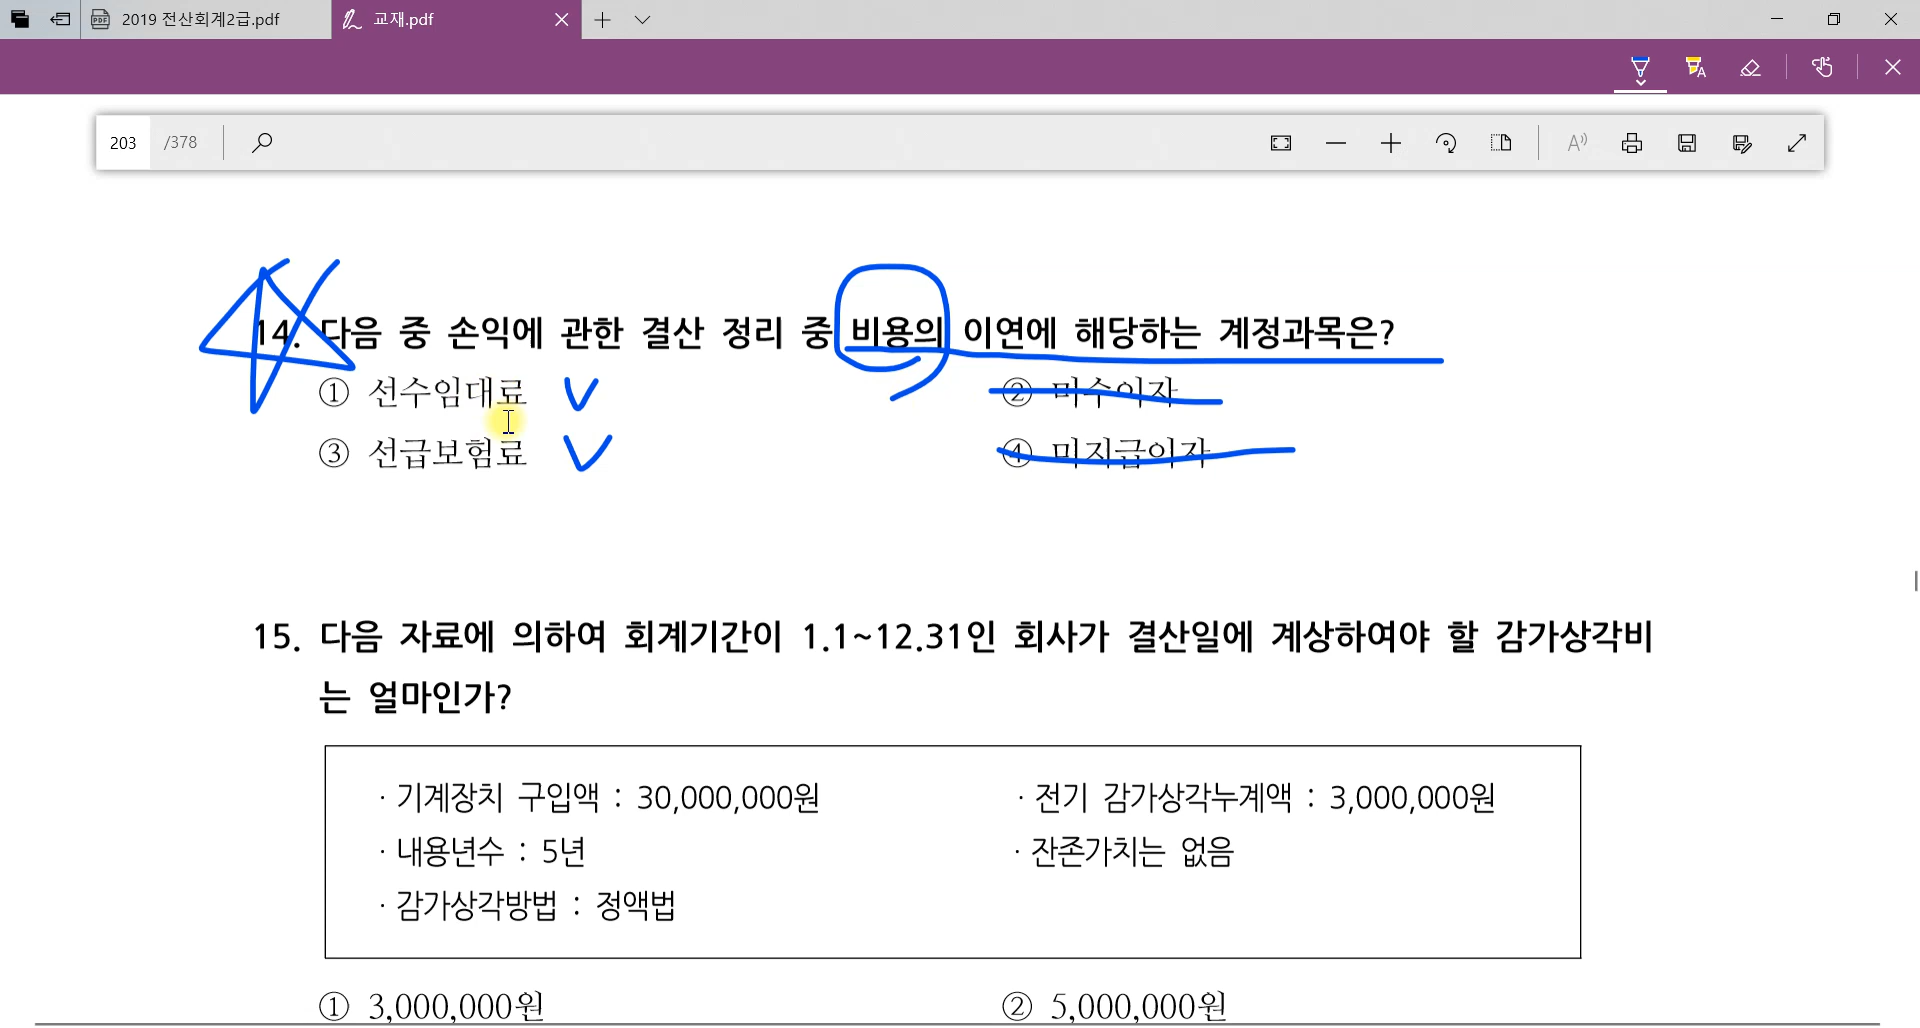 2019 전산회계2급.pdf
교재.pdf
203 /378
14. 다음 중 손익에 관한 결산 정리 중 비용의 이연에 해당하는 계정과목은?
① 선수임대료 ② 미수이자
③ 선급보험료 ④ 미지급이자
15. 다음 자료에 의하여 회계기간이 1.1~12.31인 회사가 결산일에 계상하여야 할 감가상각비
는 얼마인가?
· 기계장치 구입액 : 30,000,000원 · 전기 감가상각누계액 : 3,000,000원
· 내용년수 : 5년 · 잔존가치는 없음
· 감가상각방법 : 정액법
① 3,000,000원 ② 5,000,000원